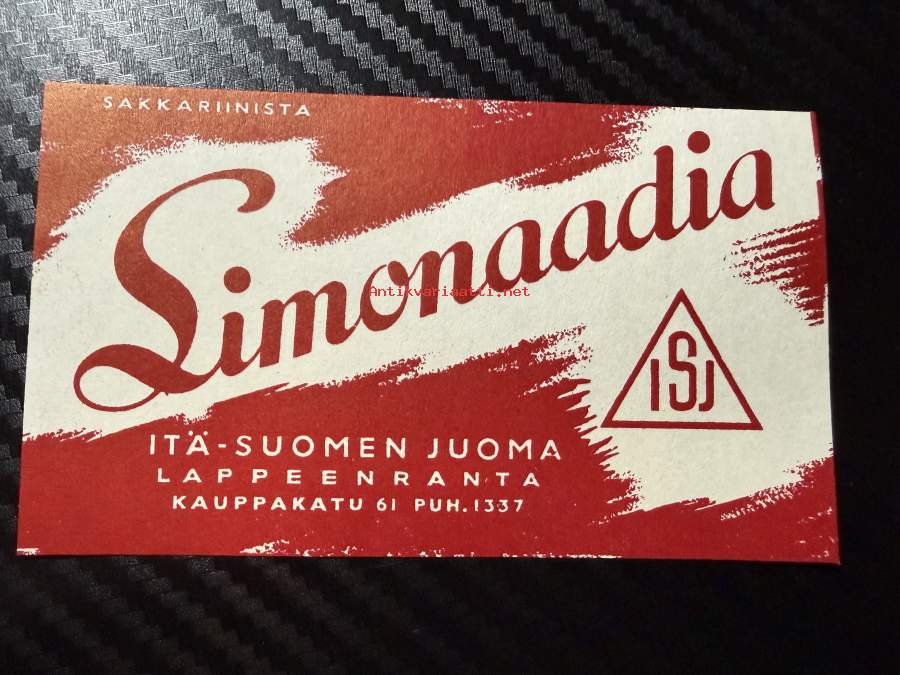 SAKKARIINISTA
Limonaadia
Antikvariaatti.net
ISJ
ITÄ-SUOMEN JUOMA
LAPPEENRANTA
KAUPPAKATU 61 PUH. 1337